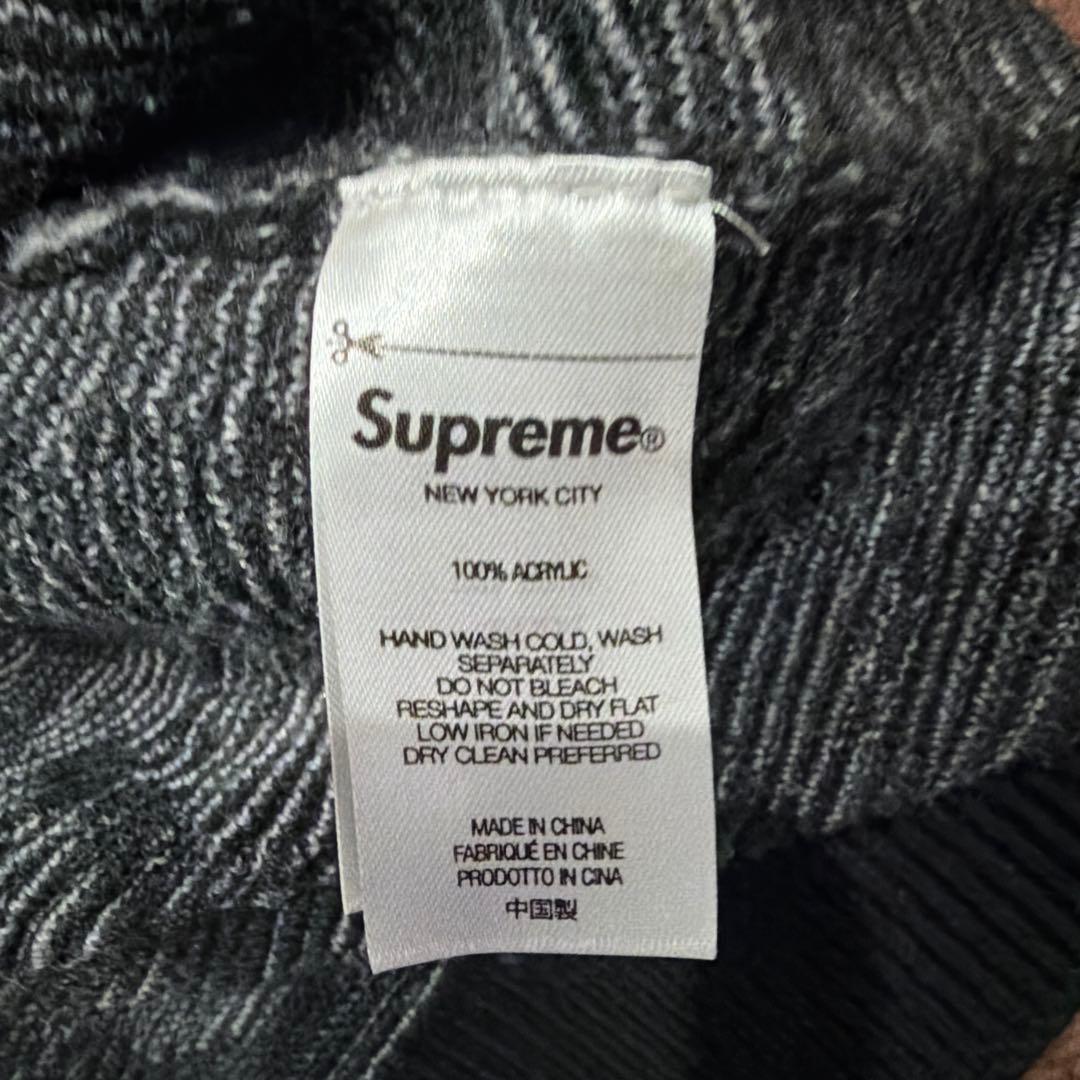 Supreme®
NEW YORK CITY
100% ACRYLIC
HAND WASH COLD, WASH
SEPARATELY
DO NOT BLEACH
RESHAPE AND DRY FLAT
LOW IRON IF NEEDED
DRY CLEAN PREFERRED
MADE IN CHINA
FABRIQUÉ EN CHINE
PRODOTTO IN CINA
中国製